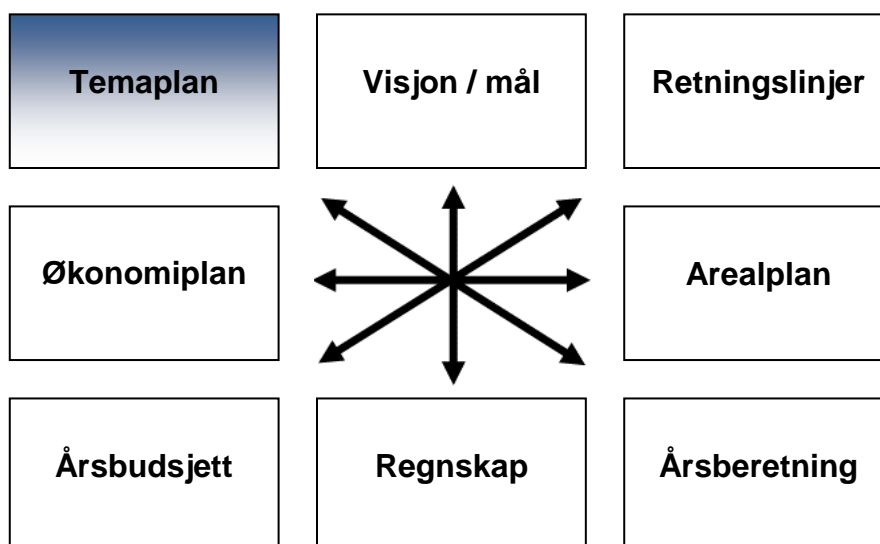 Temaplan
Visjon / mål
Retningslinjer
Økonomiplan
Arealplan
Årsbudsjett
Regnskap
Årsberetning